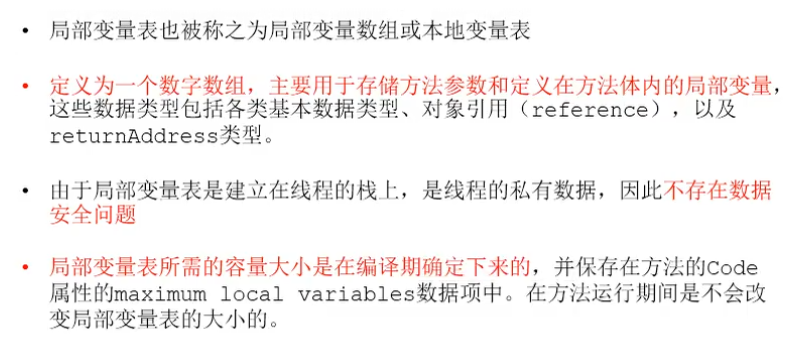 • 局部变量表也被称之为局部变量数组或本地变量表
• 定义为一个数字数组，主要用于存储方法参数和定义在方法体内的局部变量，
这些数据类型包括各类基本数据类型、对象引用（reference），以及
returnAddress类型。
• 由于局部变量表是建立在线程的栈上，是线程的私有数据，因此不存在数据
安全问题
• 局部变量表所需的容量大小是在编译期确定下来的，并保存在方法的Code
属性的maximum local variables数据项中。在方法运行期间是不会改
变局部变量表的大小的。